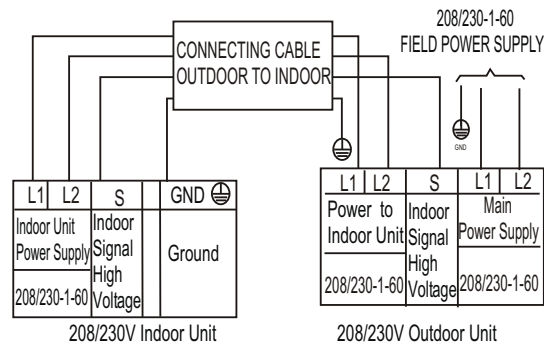 208/230-1-60
FIELD POWER SUPPLY
CONNECTING CABLE
OUTDOOR TO INDOOR
GND
L1 L2 S GND
Indoor Unit
Power Supply
208/230-1-60
Indoor
Signal
High
Voltage
Ground
208/230V Indoor Unit
L1 L2 S L1 L2
Power to
Indoor Unit
208/230-1-60
Indoor
Signal
High
Voltage
Main
Power Supply
208/230-1-60
208/230V Outdoor Unit